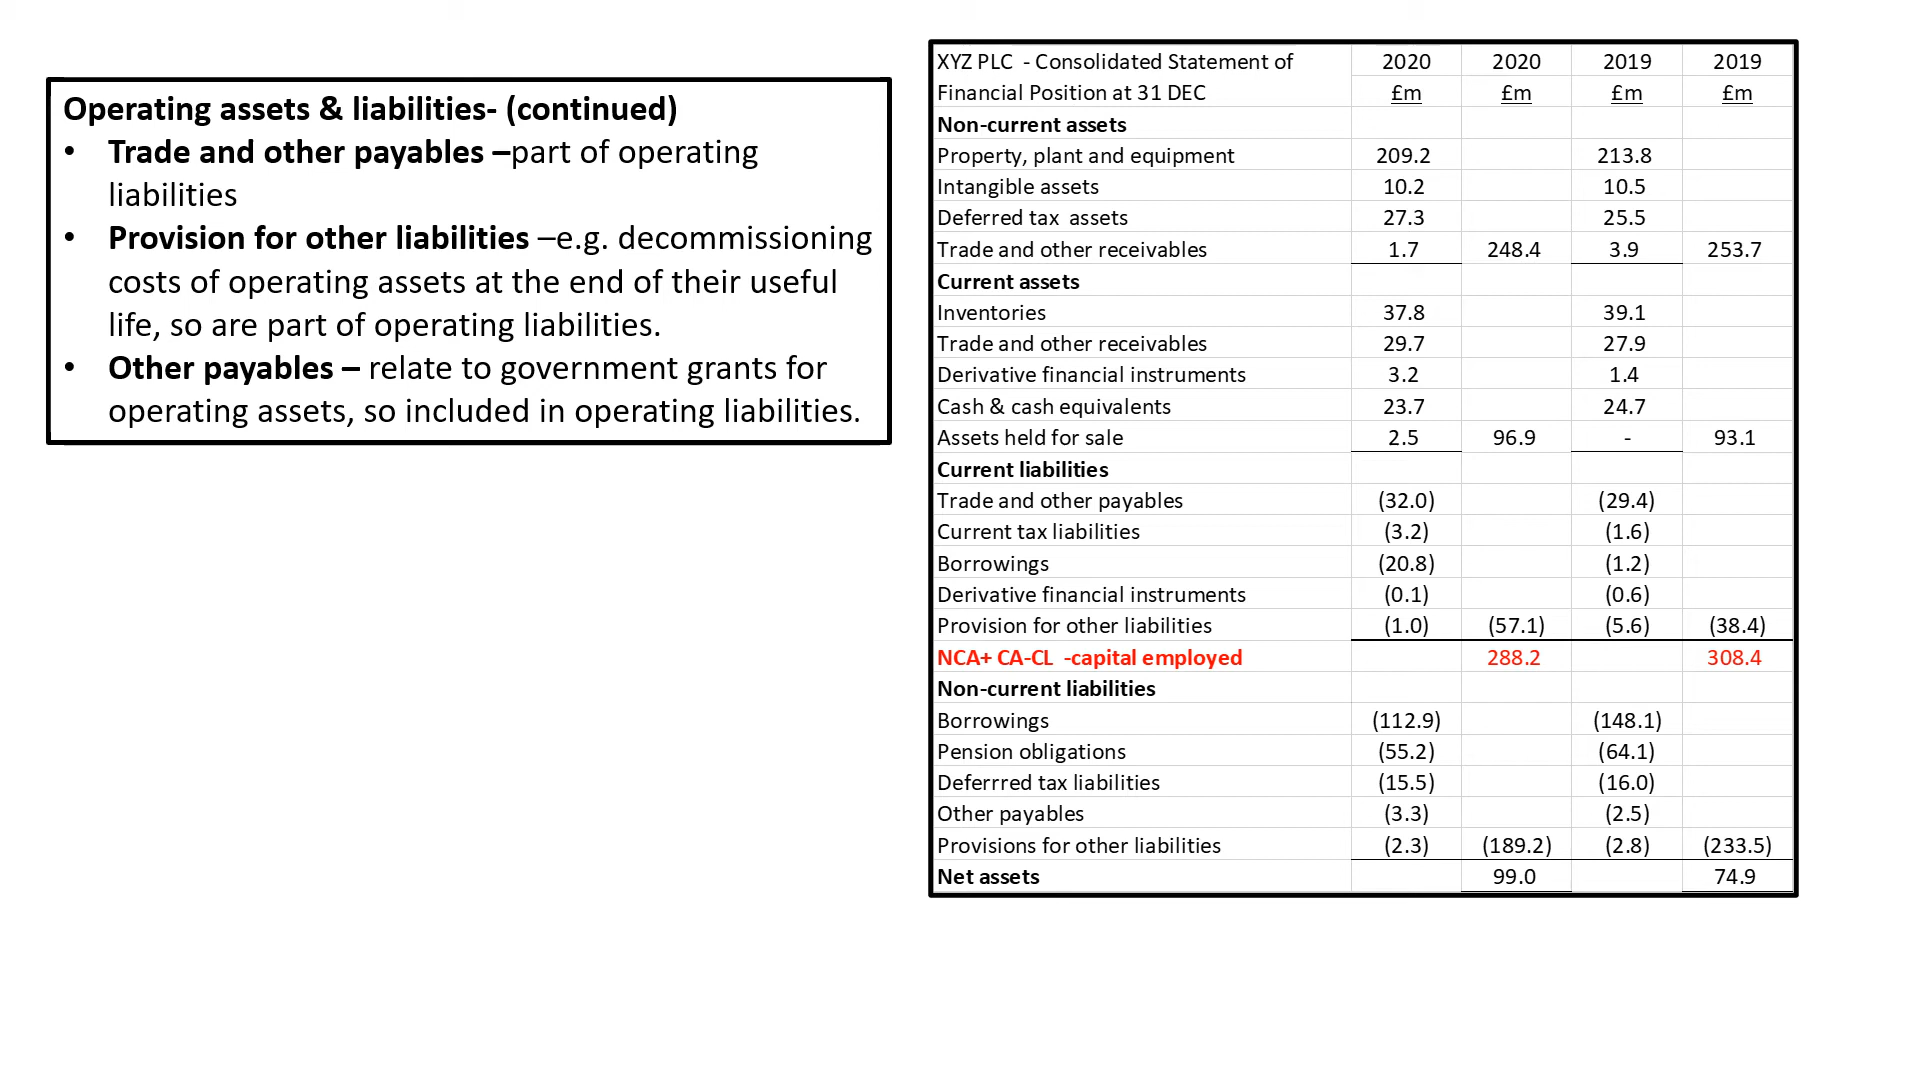 Operating assets & liabilities- (continued)
• Trade and other payables –part of operating
liabilities
• Provision for other liabilities –e.g. decommissioning
costs of operating assets at the end of their useful
life, so are part of operating liabilities.
• Other payables – relate to government grants for
operating assets, so included in operating liabilities.
XYZ PLC - Consolidated Statement of 2020 2020 2019 2019
Financial Position at 31 DEC £m £m £m £m
Non-current assets
Property, plant and equipment 209.2 213.8
Intangible assets 10.2 10.5
Deferred tax assets 27.3 25.5
Trade and other receivables 1.7 248.4 3.9 253.7
Current assets
Inventories 37.8 39.1
Trade and other receivables 29.7 27.9
Derivative financial instruments 3.2 1.4
Cash & cash equivalents 23.7 24.7
Assets held for sale 2.5 96.9 - 93.1
Current liabilities
Trade and other payables (32.0) (29.4)
Current tax liabilities (3.2) (1.6)
Borrowings (20.8) (1.2)
Derivative financial instruments (0.1) (0.6)
Provision for other liabilities (1.0) (57.1) (5.6) (38.4)
NCA+ CA-CL -capital employed 288.2 308.4
Non-current liabilities
Borrowings (112.9) (148.1)
Pension obligations (55.2) (64.1)
Deferrred tax liabilities (15.5) (16.0)
Other payables (3.3) (2.5)
Provisions for other liabilities (2.3) (189.2) (2.8) (233.5)
Net assets 99.0 74.9